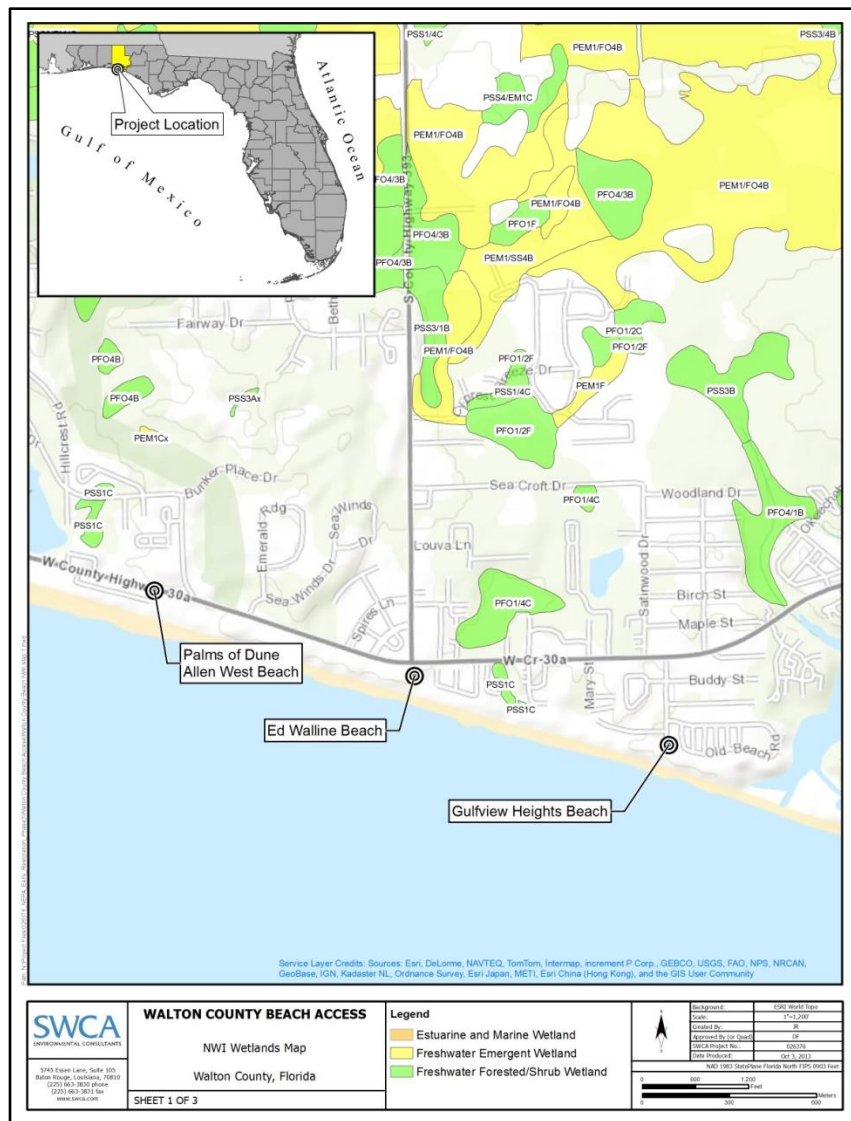 Atlantic Ocean
Gulf of Mexico
Project Location
PSS1/4C
PSS3/4B
PEM1/FO4B
PSS4/EM1C
PEM1/FO4B
PFO4/3B
PEM1/FO4B
PEM1/FO4B
PFO1F
PFO4/3B
PFO4/3B
PEM1/SS4B
S-County-Highway-393
Fairway Dr
Beth
PSS3/1B
PEM1/FO4B
PFO1/2C
PFO1/2F
PFO1/2F
PFO4B
PFO4B
PSS3Ax
Cypress Breeze Dr
PSS1/4C
PEM1F
PSS3B
PEM1Cx
PFO1/2F
Hillcrest Rd
Bunker Place Dr
PSS1C
PSS1C
Sea Croft Dr
PFO1/4C
Woodland Dr
PFO4/1B
Emerald Rdg
Sea Winds Dr
Sea Winds Dr
Louva Ln
Satinwood Dr
W-County-Highway-30a
Spires Ln
PFO1/4C
Birch St
Maple St
Palms of Dune
Allen West Beach
W-Cr-30a
PSS1C
Mary St
Buddy St
PSS1C
Ed Walline Beach
Old Beach Rd
Gulfview Heights Beach
Service Layer Credits: Sources: Esri, DeLorme, NAVTEQ, TomTom, Intermap, increment P Corp., GEBCO, USGS, FAO, NPS, NRCAN,
GeoBase, IGN, Kadaster NL, Ordnance Survey, Esri Japan, METI, Esri China (Hong Kong), and the GIS User Community
SWCA
ENVIRONMENTAL CONSULTANTS
5745 Essen Lane, Suite 105
Baton Rouge, Louisiana, 70810
(225) 663-3830 phone
(225) 663-3831 fax
www.swca.com
WALTON COUNTY BEACH ACCESS
NWI Wetlands Map
Walton County, Florida
SHEET 1 OF 3
Legend
Estuarine and Marine Wetland
Freshwater Emergent Wetland
Freshwater Forested/Shrub Wetland
N
Background: ESRI World Topo
Scale: 1"=1,200'
Created By: JR
Approved By (or Quad) DF
SWCA Project No.: 026376
Date Produced: Oct 3, 2013
NAD 1983 StatePlane Florida North FIPS 0903 Feet
0 600 1,200
Feet
Meters
0 300 600